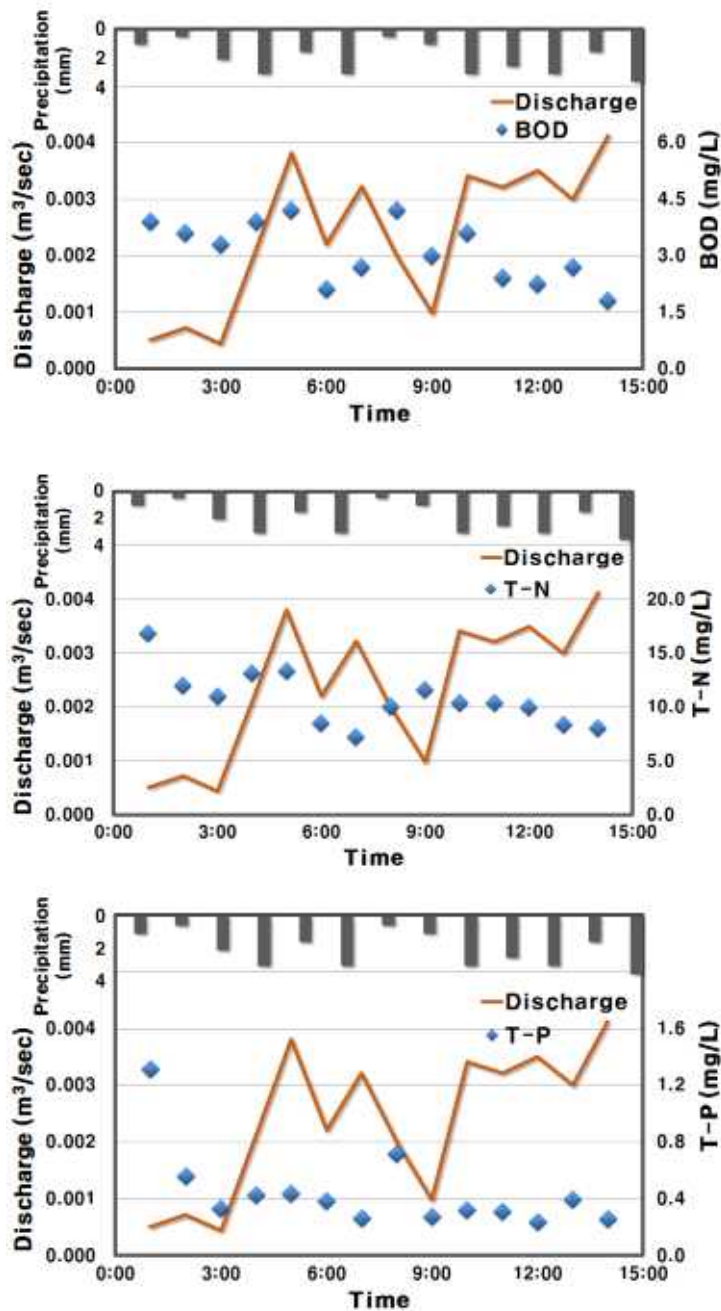 Precipitation
(mm)
0
2
4
Discharge
BOD
Discharge (m³/sec)
0.004
0.003
0.002
0.001
0.000
6.0
4.5
3.0
1.5
0.0
BOD (mg/L)
0:00 3:00 6:00 9:00 12:00 15:00
Time
Precipitation
(mm)
0
2
4
Discharge
T-N
Discharge (m³/sec)
0.004
0.003
0.002
0.001
0.000
20.0
15.0
10.0
5.0
0.0
T-N (mg/L)
0:00 3:00 6:00 9:00 12:00 15:00
Time
Precipitation
(mm)
0
2
4
Discharge
T-P
Discharge (m³/sec)
0.004
0.003
0.002
0.001
0.000
1.6
1.2
0.8
0.4
0.0
T-P (mg/L)
0:00 3:00 6:00 9:00 12:00 15:00
Time